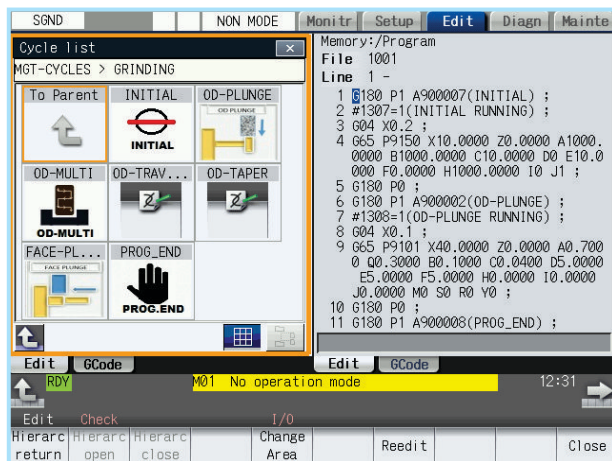 SGND NON MODE Monitr Setup Edit Diagn Mainte
Cycle list
MGT-CYCLES > GRINDING
To Parent INITIAL OD-PLUNGE
OD PLUNGE
INITIAL
OD-MULTI OD-TRAV... OD-TAPER
OD-MULTI
FACE-PL... PROG_END
FACE PLUNGE
PROG.END
Edit GCode
Memory:/Program
File 1001
Line 1 -
1 G180 P1 A900007(INITIAL) ;
2 #1307=1(INITIAL RUNNING) ;
3 G04 X0.2 ;
4 G65 P9150 X10.0000 Z0.0000 A1000.
0000 B1000.0000 C10.0000 D0 E10.0
000 F0.0000 H1000.0000 I0 J1 ;
5 G180 P0 ;
6 G180 P1 A900002(OD-PLUNGE) ;
7 #1308=1(OD-PLUNGE RUNNING) ;
8 G04 X0.1 ;
9 G65 P9101 X40.0000 Z0.0000 A0.700
0 Q0.3000 B0.1000 C0.0400 D5.0000
E5.0000 F5.0000 H0.0000 I0.0000
J0.0000 M0 S0 R0 Y0 ;
10 G180 P0 ;
11 G180 P1 A900008(PROG_END) ;
Edit GCode
RDY M01 No operation mode 12:31
Edit Check I/O
Hierarc Hierarc Hierarc Change
return open close Area Reedit Close